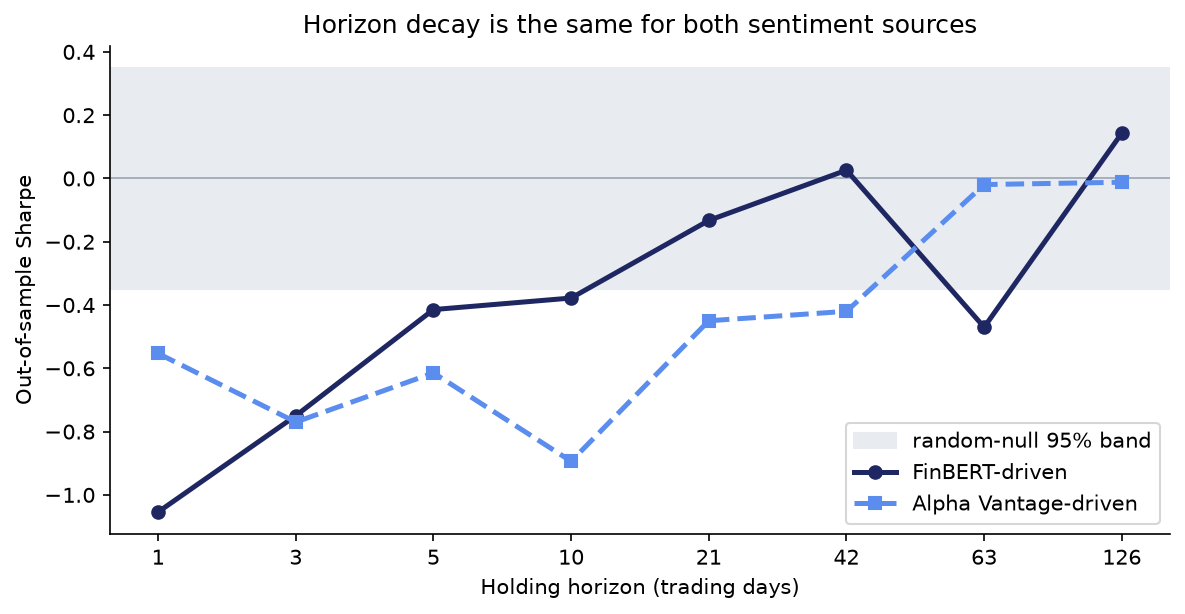 Horizon decay is the same for both sentiment sources
Out-of-sample Sharpe
0.4
0.2
0.0
−0.2
−0.4
−0.6
−0.8
−1.0
random-null 95% band
FinBERT-driven
Alpha Vantage-driven
1 3 5 10 21 42 63 126
Holding horizon (trading days)